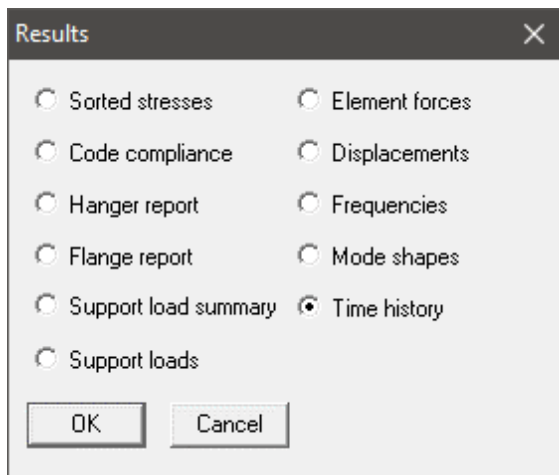 Results
Sorted stresses
Code compliance
Hanger report
Flange report
Support load summary
Support loads
Element forces
Displacements
Frequencies
Mode shapes
Time history
OK
Cancel